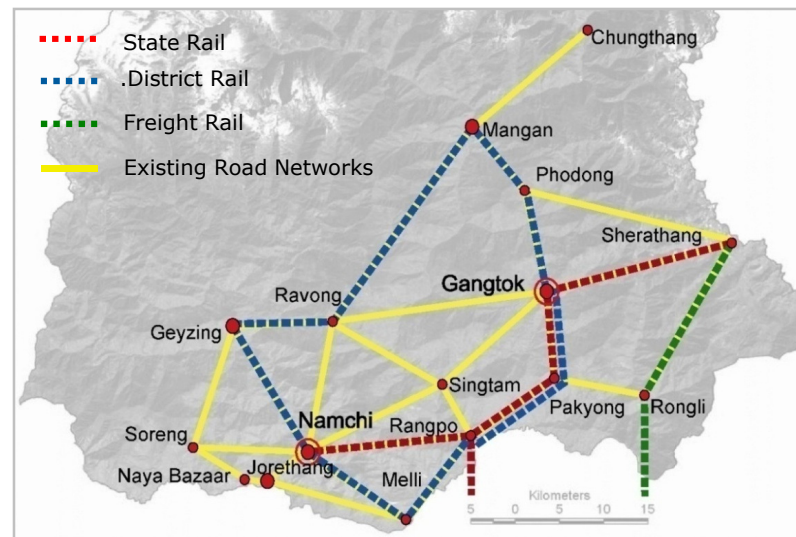 State Rail
.District Rail
Freight Rail
Existing Road Networks
Chungthang
Mangan
Phodong
Sherathang
Gangtok
Ravong
Geyzing
Singtam
Pakyong
Rongli
Namchi
Rangpo
Soreng
Naya Bazaar
Jorethang
Melli
Kilometers
5 0 5 10 15